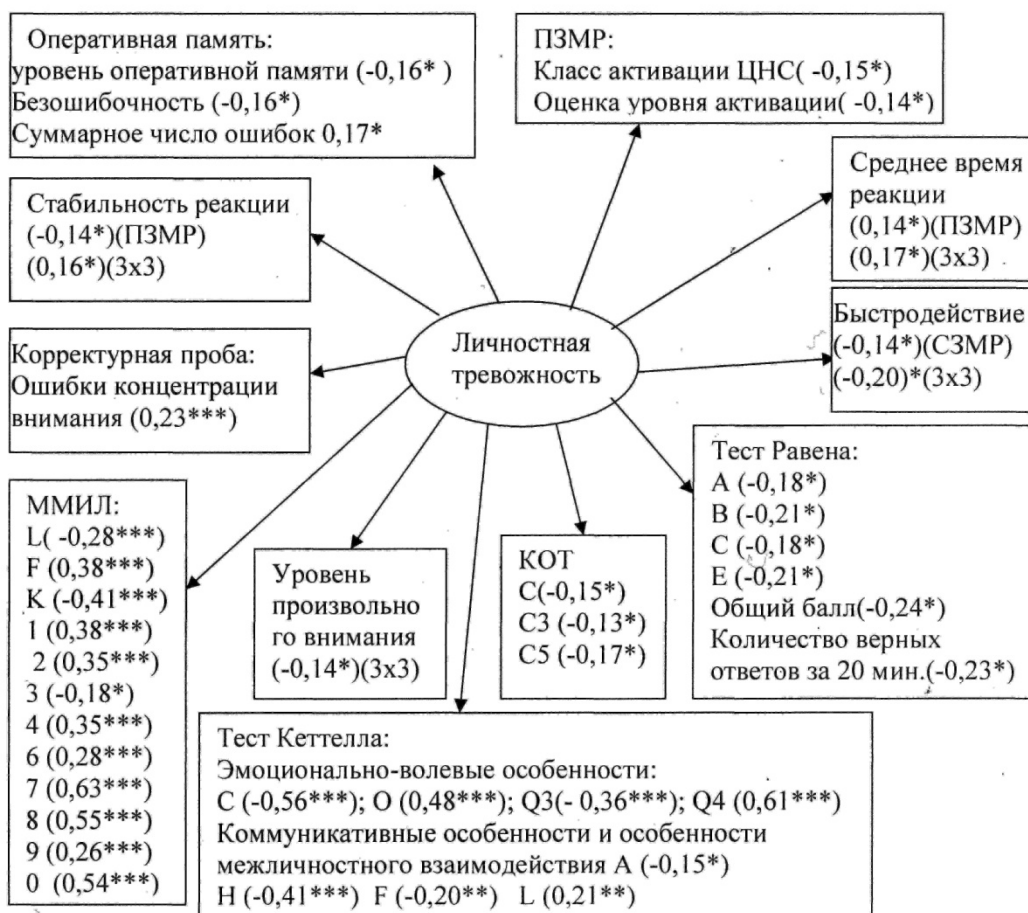 Оперативная память:
уровень оперативной памяти (-0,16* )
Безошибочность (-0,16*)
Суммарное число ошибок 0,17*
ПЗМР:
Класс активации ЦНС( -0,15*)
Оценка уровня активации( -0,14*)
Стабильность реакции
(-0,14*)(ПЗМР)
(0,16*)(3х3)
Среднее время
реакции
(0,14*)(ПЗМР)
(0,17*)(3х3)
Личностная
тревожность
Быстродействие
(-0,14*)(СЗМР)
(-0,20)*(3х3)
Корректурная проба:
Ошибки концентрации
внимания (0,23***)
Тест Равена:
А (-0,18*)
В (-0,21*)
С (-0,18*)
Е (-0,21*)
Общий балл(-0,24*)
Количество верных
ответов за 20 мин.(-0,23*)
ММИЛ:
L( -0,28***)
F (0,38***)
K (-0,41***)
1 (0,38***)
2 (0,35***)
3 (-0,18*)
4 (0,35***)
6 (0,28***)
7 (0,63***)
8 (0,55***)
9 (0,26***)
0 (0,54***)
Уровень
произвольно
го внимания
(-0,14*)(3х3)
КОТ
С(-0,15*)
С3 (-0,13*)
С5 (-0,17*)
Тест Кеттелла:
Эмоционально-волевые особенности:
С (-0,56***); О (0,48***); Q3(- 0,36***); Q4 (0,61***)
Коммуникативные особенности и особенности
межличностного взаимодействия А (-0,15*)
Н (-0,41***) F (-0,20**) L (0,21**)